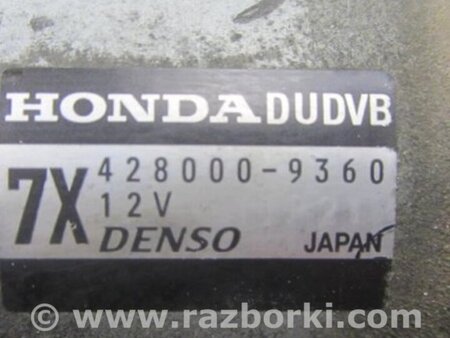 HONDA DUDVB
7X 428000-9360
12V
DENSO JAPAN
© www.razborki.com